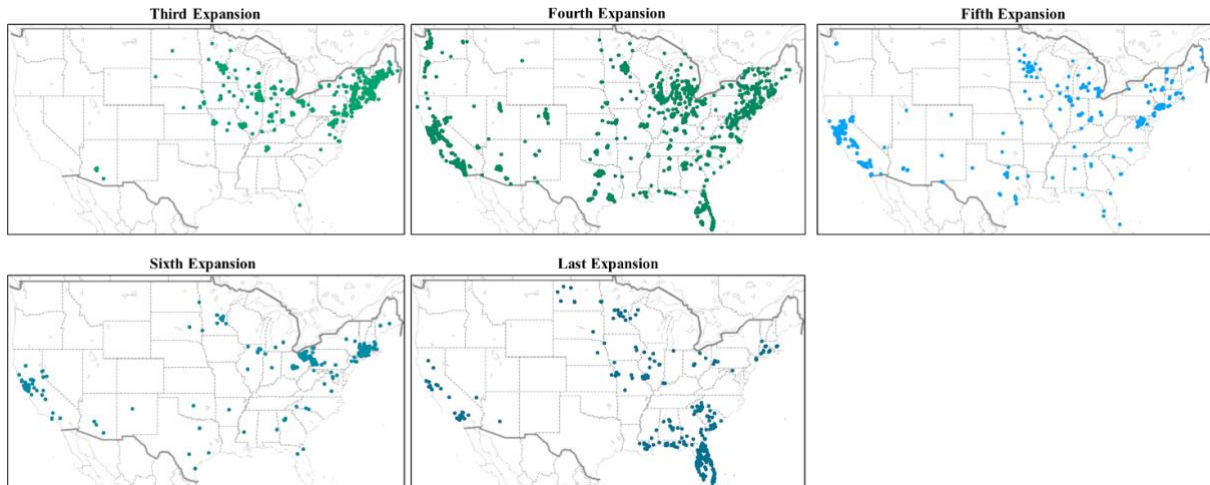 Third Expansion
Fourth Expansion
Fifth Expansion
Sixth Expansion
Last Expansion